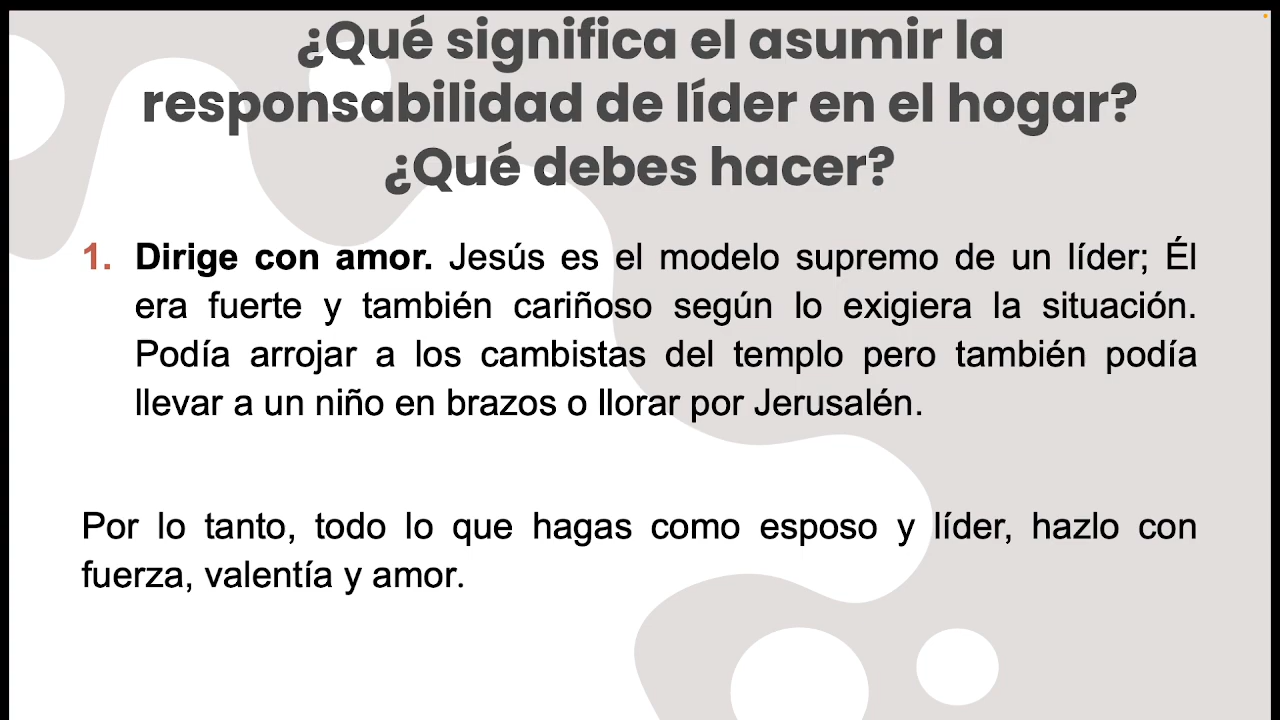 ¿Qué significa el asumir la
responsabilidad de líder en el hogar?
¿Qué debes hacer?
1. Dirige con amor. Jesús es el modelo supremo de un líder; Él
era fuerte y también cariñoso según lo exigiera la situación.
Podía arrojar a los cambistas del templo pero también podía
llevar a un niño en brazos o llorar por Jerusalén.
Por lo tanto, todo lo que hagas como esposo y líder, hazlo con
fuerza, valentía y amor.